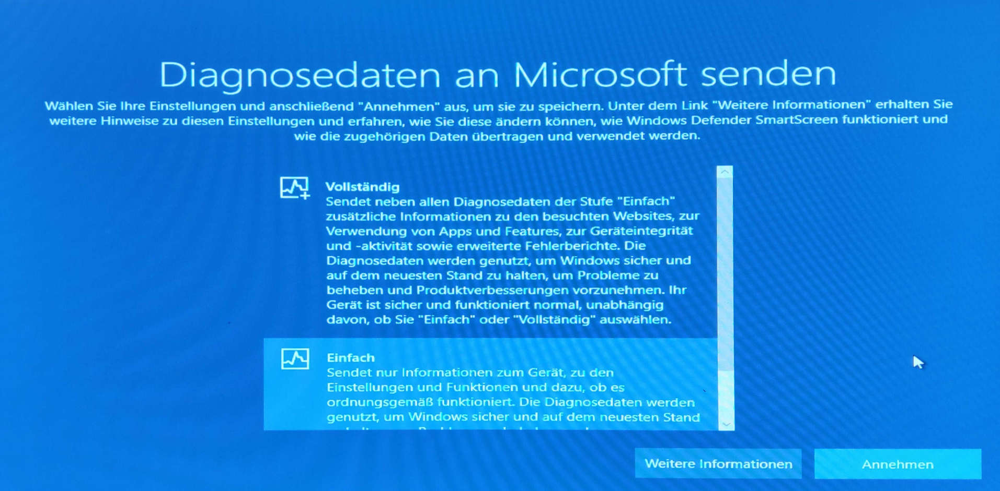 Diagnosedaten an Microsoft senden
Wählen Sie Ihre Einstellungen und anschließend "Annehmen" aus, um sie zu speichern. Unter dem Link "Weitere Informationen" erhalten Sie
weitere Hinweise zu diesen Einstellungen und erfahren, wie Sie diese ändern können, wie Windows Defender SmartScreen funktioniert und
wie die zugehörigen Daten übertragen und verwendet werden.
Vollständig
Sendet neben allen Diagnosedaten der Stufe "Einfach"
zusätzliche Informationen zu den besuchten Websites, zur
Verwendung von Apps und Features, zur Geräteintegrität
und -aktivität sowie erweiterte Fehlerberichte. Die
Diagnosedaten werden genutzt, um Windows sicher und
auf dem neuesten Stand zu halten, um Probleme zu
beheben und Produktverbesserungen vorzunehmen. Ihr
Gerät ist sicher und funktioniert normal, unabhängig
davon, ob Sie "Einfach" oder "Vollständig" auswählen.
Einfach
Sendet nur Informationen zum Gerät, zu den
Einstellungen und Funktionen und dazu, ob es
ordnungsgemäß funktioniert. Die Diagnosedaten werden
genutzt, um Windows sicher und auf dem neuesten Stand
Weitere Informationen
Annehmen